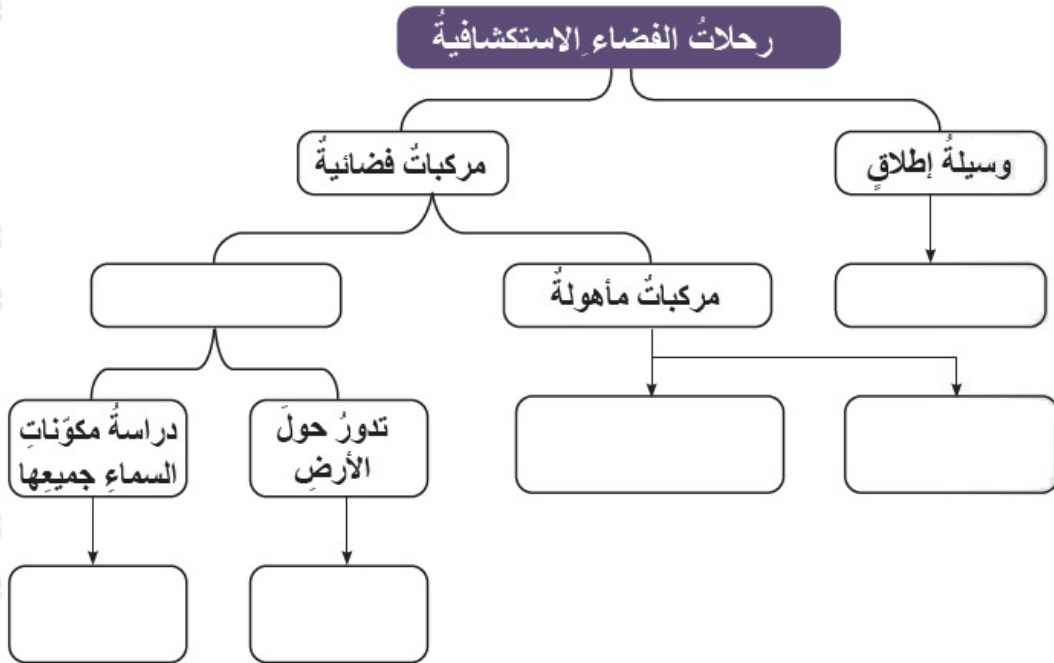 رحلاتُ الفضاءِ الاستكشافيةُ
وسيلةُ إطلاقٍ
مركباتٌ فضائيةٌ
مركباتٌ مأهولةٌ
تدورُ حولَ
الأرضِ
دراسةُ مكوّناتِ
السماءِ جميعِها